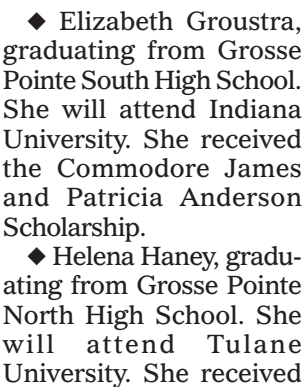 ◆ Elizabeth Groustra,
graduating from Grosse
Pointe South High School.
She will attend Indiana
University. She received
the Commodore James
and Patricia Anderson
Scholarship.
◆ Helena Haney, gradu-
ating from Grosse Pointe
North High School. She
will attend Tulane
University. She received